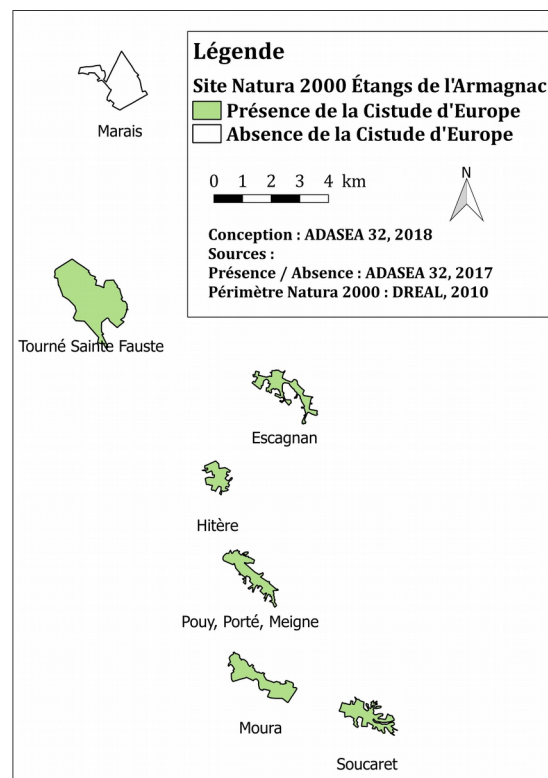 Légende
Site Natura 2000 Étangs de l'Armagnac
Présence de la Cistude d'Europe
Absence de la Cistude d'Europe
0 1 2 3 4 km
N
Conception : ADASEA 32, 2018
Sources :
Présence / Absence : ADASEA 32, 2017
Périmètre Natura 2000 : DREAL, 2010
Marais
Tourné Sainte Fauste
Escagnan
Hitère
Pouy, Porté, Meigne
Moura
Soucaret